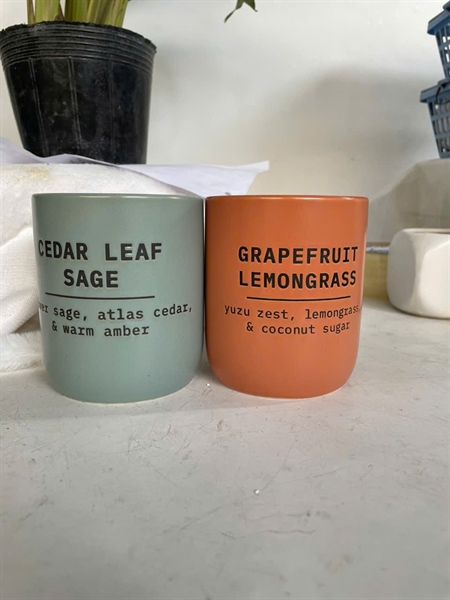 CEDAR LEAF
SAGE
sage, atlas cedar,
& warm amber
GRAPEFRUIT
LEMONGRASS
yuzu zest, lemongrass
& coconut sugar